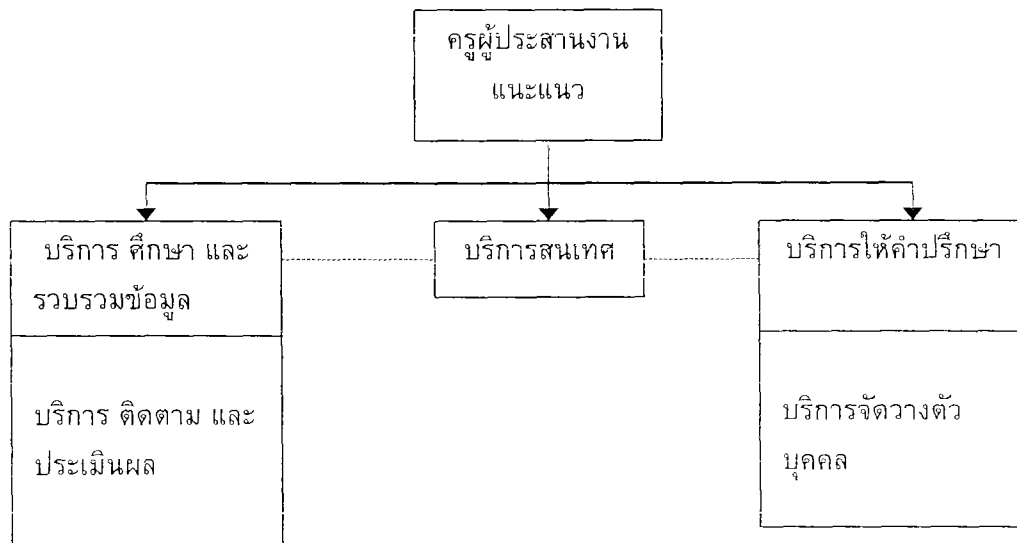 ครูผู้ประสานงาน
แนะแนว
บริการ ศึกษา และ
รวบรวมข้อมูล
บริการสนเทศ
บริการให้คำปรึกษา
บริการ ติดตาม และ
ประเมินผล
บริการจัดวางตัว
บุคคล